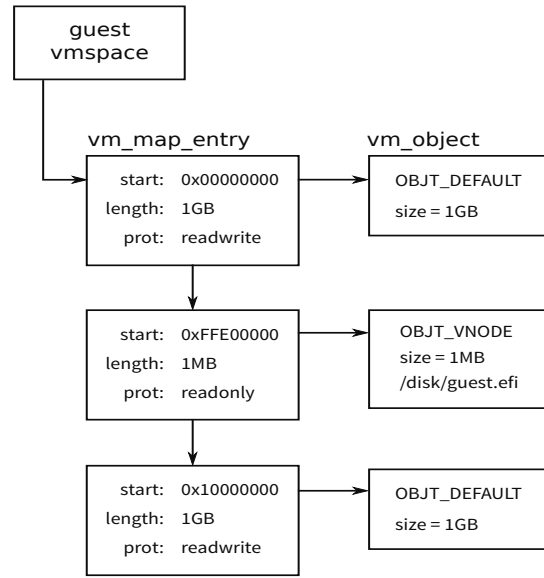 guest
vmspace
vm_map_entry
vm_object
start: 0x00000000
length: 1GB
prot: readwrite
OBJT_DEFAULT
size = 1GB
start: 0xFFE00000
length: 1MB
prot: readonly
OBJT_VNODE
size = 1MB
/disk/guest.efi
start: 0x10000000
length: 1GB
prot: readwrite
OBJT_DEFAULT
size = 1GB